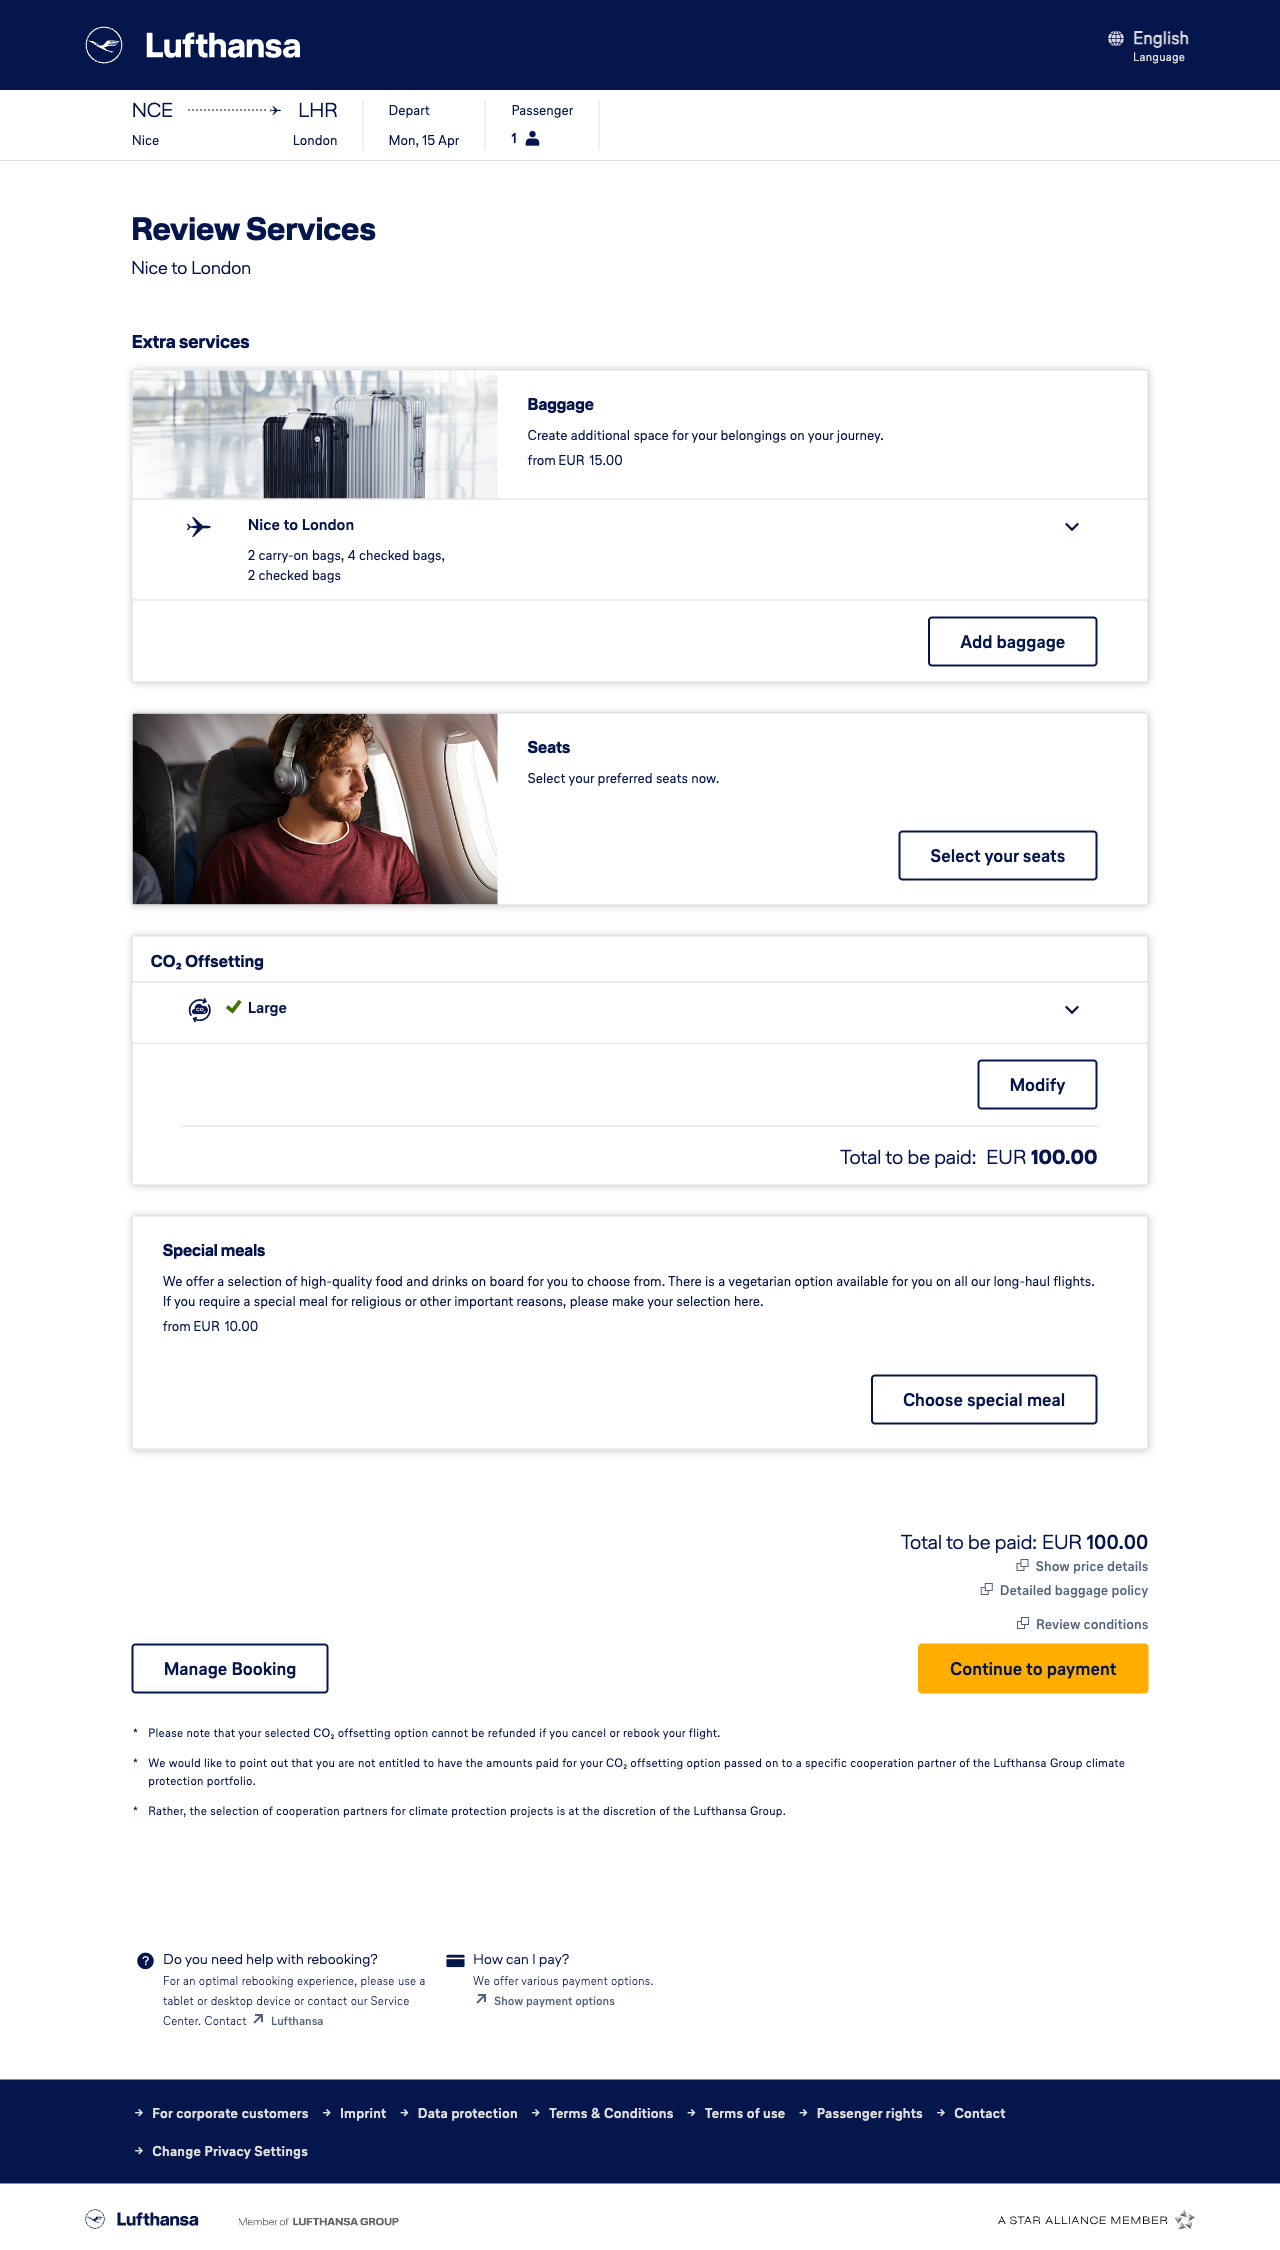 Lufthansa
English
Language
NCE LHR Depart Passenger
Nice London Mon, 15 Apr 1
Review Services
Nice to London
Extra services
Baggage
Create additional space for your belongings on your journey.
from EUR 15.00
Nice to London
2 carry-on bags, 4 checked bags,
2 checked bags
Add baggage
Seats
Select your preferred seats now.
Select your seats
CO₂ Offsetting
Large
Modify
Total to be paid: EUR 100.00
Special meals
We offer a selection of high-quality food and drinks on board for you to choose from. There is a vegetarian option available for you on all our long-haul flights.
If you require a special meal for religious or other important reasons, please make your selection here.
from EUR 10.00
Choose special meal
Total to be paid: EUR 100.00
Show price details
Detailed baggage policy
Review conditions
Manage Booking Continue to payment
* Please note that your selected CO₂ offsetting option cannot be refunded if you cancel or rebook your flight.
* We would like to point out that you are not entitled to have the amounts paid for your CO₂ offsetting option passed on to a specific cooperation partner of the Lufthansa Group climate
protection portfolio.
* Rather, the selection of cooperation partners for climate protection projects is at the discretion of the Lufthansa Group.
Do you need help with rebooking?
For an optimal rebooking experience, please use a
tablet or desktop device or contact our Service
Center. Contact Lufthansa
How can I pay?
We offer various payment options.
Show payment options
For corporate customers Imprint Data protection Terms & Conditions Terms of use Passenger rights Contact
Change Privacy Settings
Lufthansa Member of LUFTHANSA GROUP A STAR ALLIANCE MEMBER